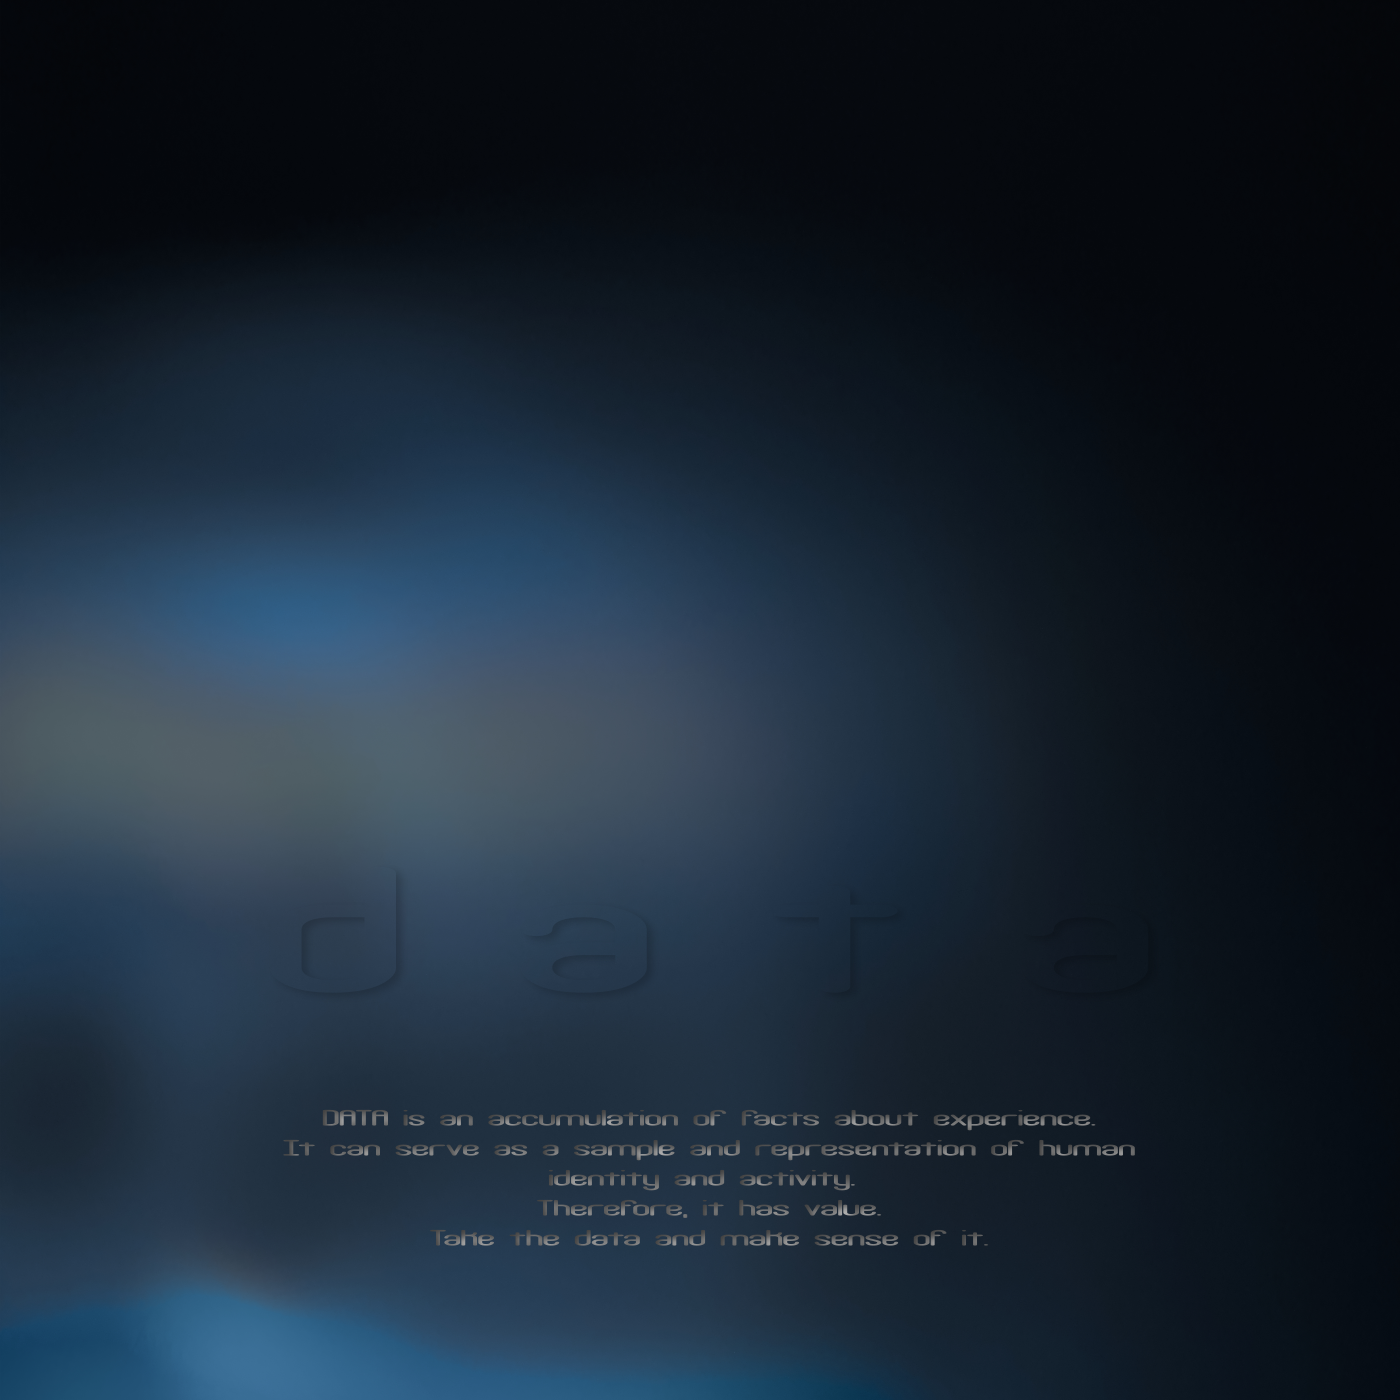 data
DATA is an accumulation of facts about experience.
It can serve as a sample and representation of human
identity and activity.
Therefore, it has value.
Take the data and make sense of it.